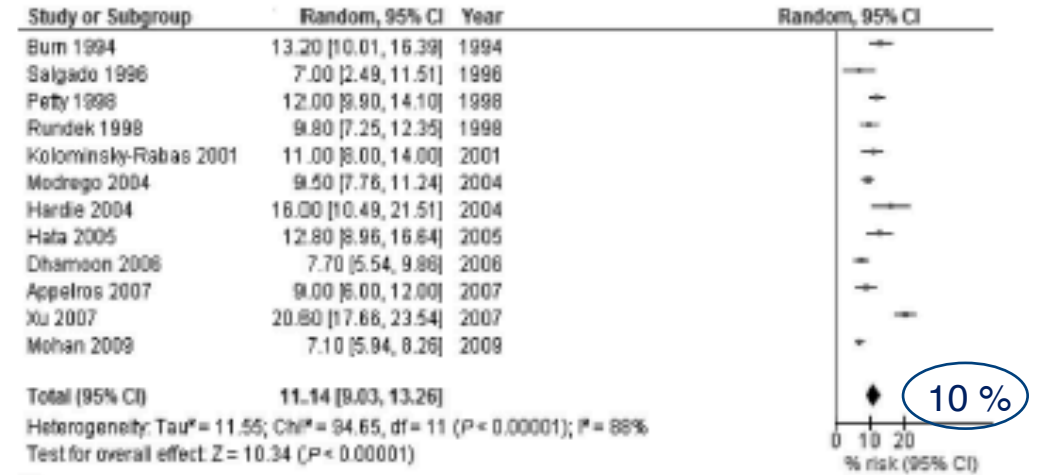 Study or Subgroup Random, 95% CI Year Random, 95% CI
Burn 1994 13.20 [10.01, 16.39] 1994
Salgado 1996 7.00 [2.49, 11.51] 1996
Petty 1998 12.00 [9.90, 14.10] 1998
Rundek 1998 9.80 [7.25, 12.35] 1998
Kolominsky-Rabas 2001 11.00 [8.00, 14.00] 2001
Modrego 2004 9.50 [7.76, 11.24] 2004
Hardie 2004 16.00 [10.49, 21.51] 2004
Hata 2005 12.80 [8.96, 16.64] 2005
Dhamoon 2006 7.70 [5.54, 9.86] 2006
Appelros 2007 9.00 [6.00, 12.00] 2007
Xu 2007 20.60 [17.66, 23.54] 2007
Mohan 2009 7.10 [5.94, 8.26] 2009
Total (95% CI) 11.14 [9.03, 13.26] 10 %
Heterogeneity: Tau² = 11.55; Chi² = 94.65, df = 11 (P < 0.00001); I² = 88%
Test for overall effect: Z = 10.34 (P < 0.00001)
0 10 20
% risk (95% CI)